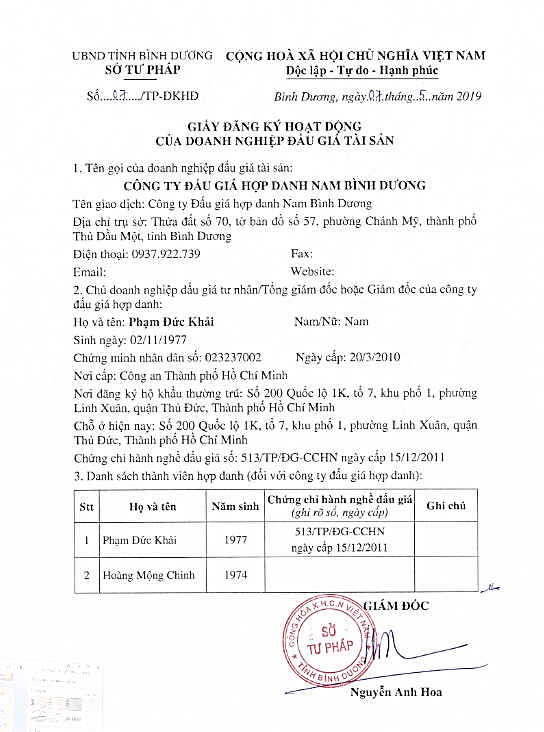 UBND TỈNH BÌNH DƯƠNG
SỞ TƯ PHÁP
CỘNG HOÀ XÃ HỘI CHỦ NGHĨA VIỆT NAM
Độc lập - Tự do - Hạnh phúc
Số....07...../TP-ĐKHĐ
Bình Dương, ngày.07.tháng..5..năm 2019
GIẤY ĐĂNG KÝ HOẠT ĐỘNG
CỦA DOANH NGHIỆP ĐẤU GIÁ TÀI SẢN
1. Tên gọi của doanh nghiệp đấu giá tài sản:
CÔNG TY ĐẤU GIÁ HỢP DANH NAM BÌNH DƯƠNG
Tên giao dịch: Công ty Đấu giá hợp danh Nam Bình Dương
Địa chỉ trụ sở: Thửa đất số 70, tờ bản đồ số 57, phường Chánh Mỹ, thành phố
Thủ Dầu Một, tỉnh Bình Dương
Điện thoại: 0937.922.739 Fax:
Email: Website:
2. Chủ doanh nghiệp đấu giá tư nhân/Tổng giám đốc hoặc Giám đốc của công ty
đấu giá hợp danh:
Họ và tên: Phạm Đức Khải Nam/Nữ: Nam
Sinh ngày: 02/11/1977
Chứng minh nhân dân số: 023237002 Ngày cấp: 20/3/2010
Nơi cấp: Công an Thành phố Hồ Chí Minh
Nơi đăng ký hộ khẩu thường trú: Số 200 Quốc lộ 1K, tổ 7, khu phố 1, phường
Linh Xuân, quận Thủ Đức, Thành phố Hồ Chí Minh
Chỗ ở hiện nay: Số 200 Quốc lộ 1K, tổ 7, khu phố 1, phường Linh Xuân, quận
Thủ Đức, Thành phố Hồ Chí Minh
Chứng chỉ hành nghề đấu giá số: 513/TP/ĐG-CCHN ngày cấp 15/12/2011
3. Danh sách thành viên hợp danh (đối với công ty đấu giá hợp danh):
Stt Họ và tên Năm sinh Chứng chỉ hành nghề đấu giá (ghi rõ số, ngày cấp) Ghi chú
1 Phạm Đức Khải 1977 513/TP/ĐG-CCHN ngày cấp 15/12/2011
2 Hoàng Mộng Chinh 1974
GIÁM ĐỐC
CỘNG HÒA X.H.C.N VIỆT NAM
SỞ
TƯ PHÁP
TỈNH BÌNH DƯƠNG
Nguyễn Anh Hoa